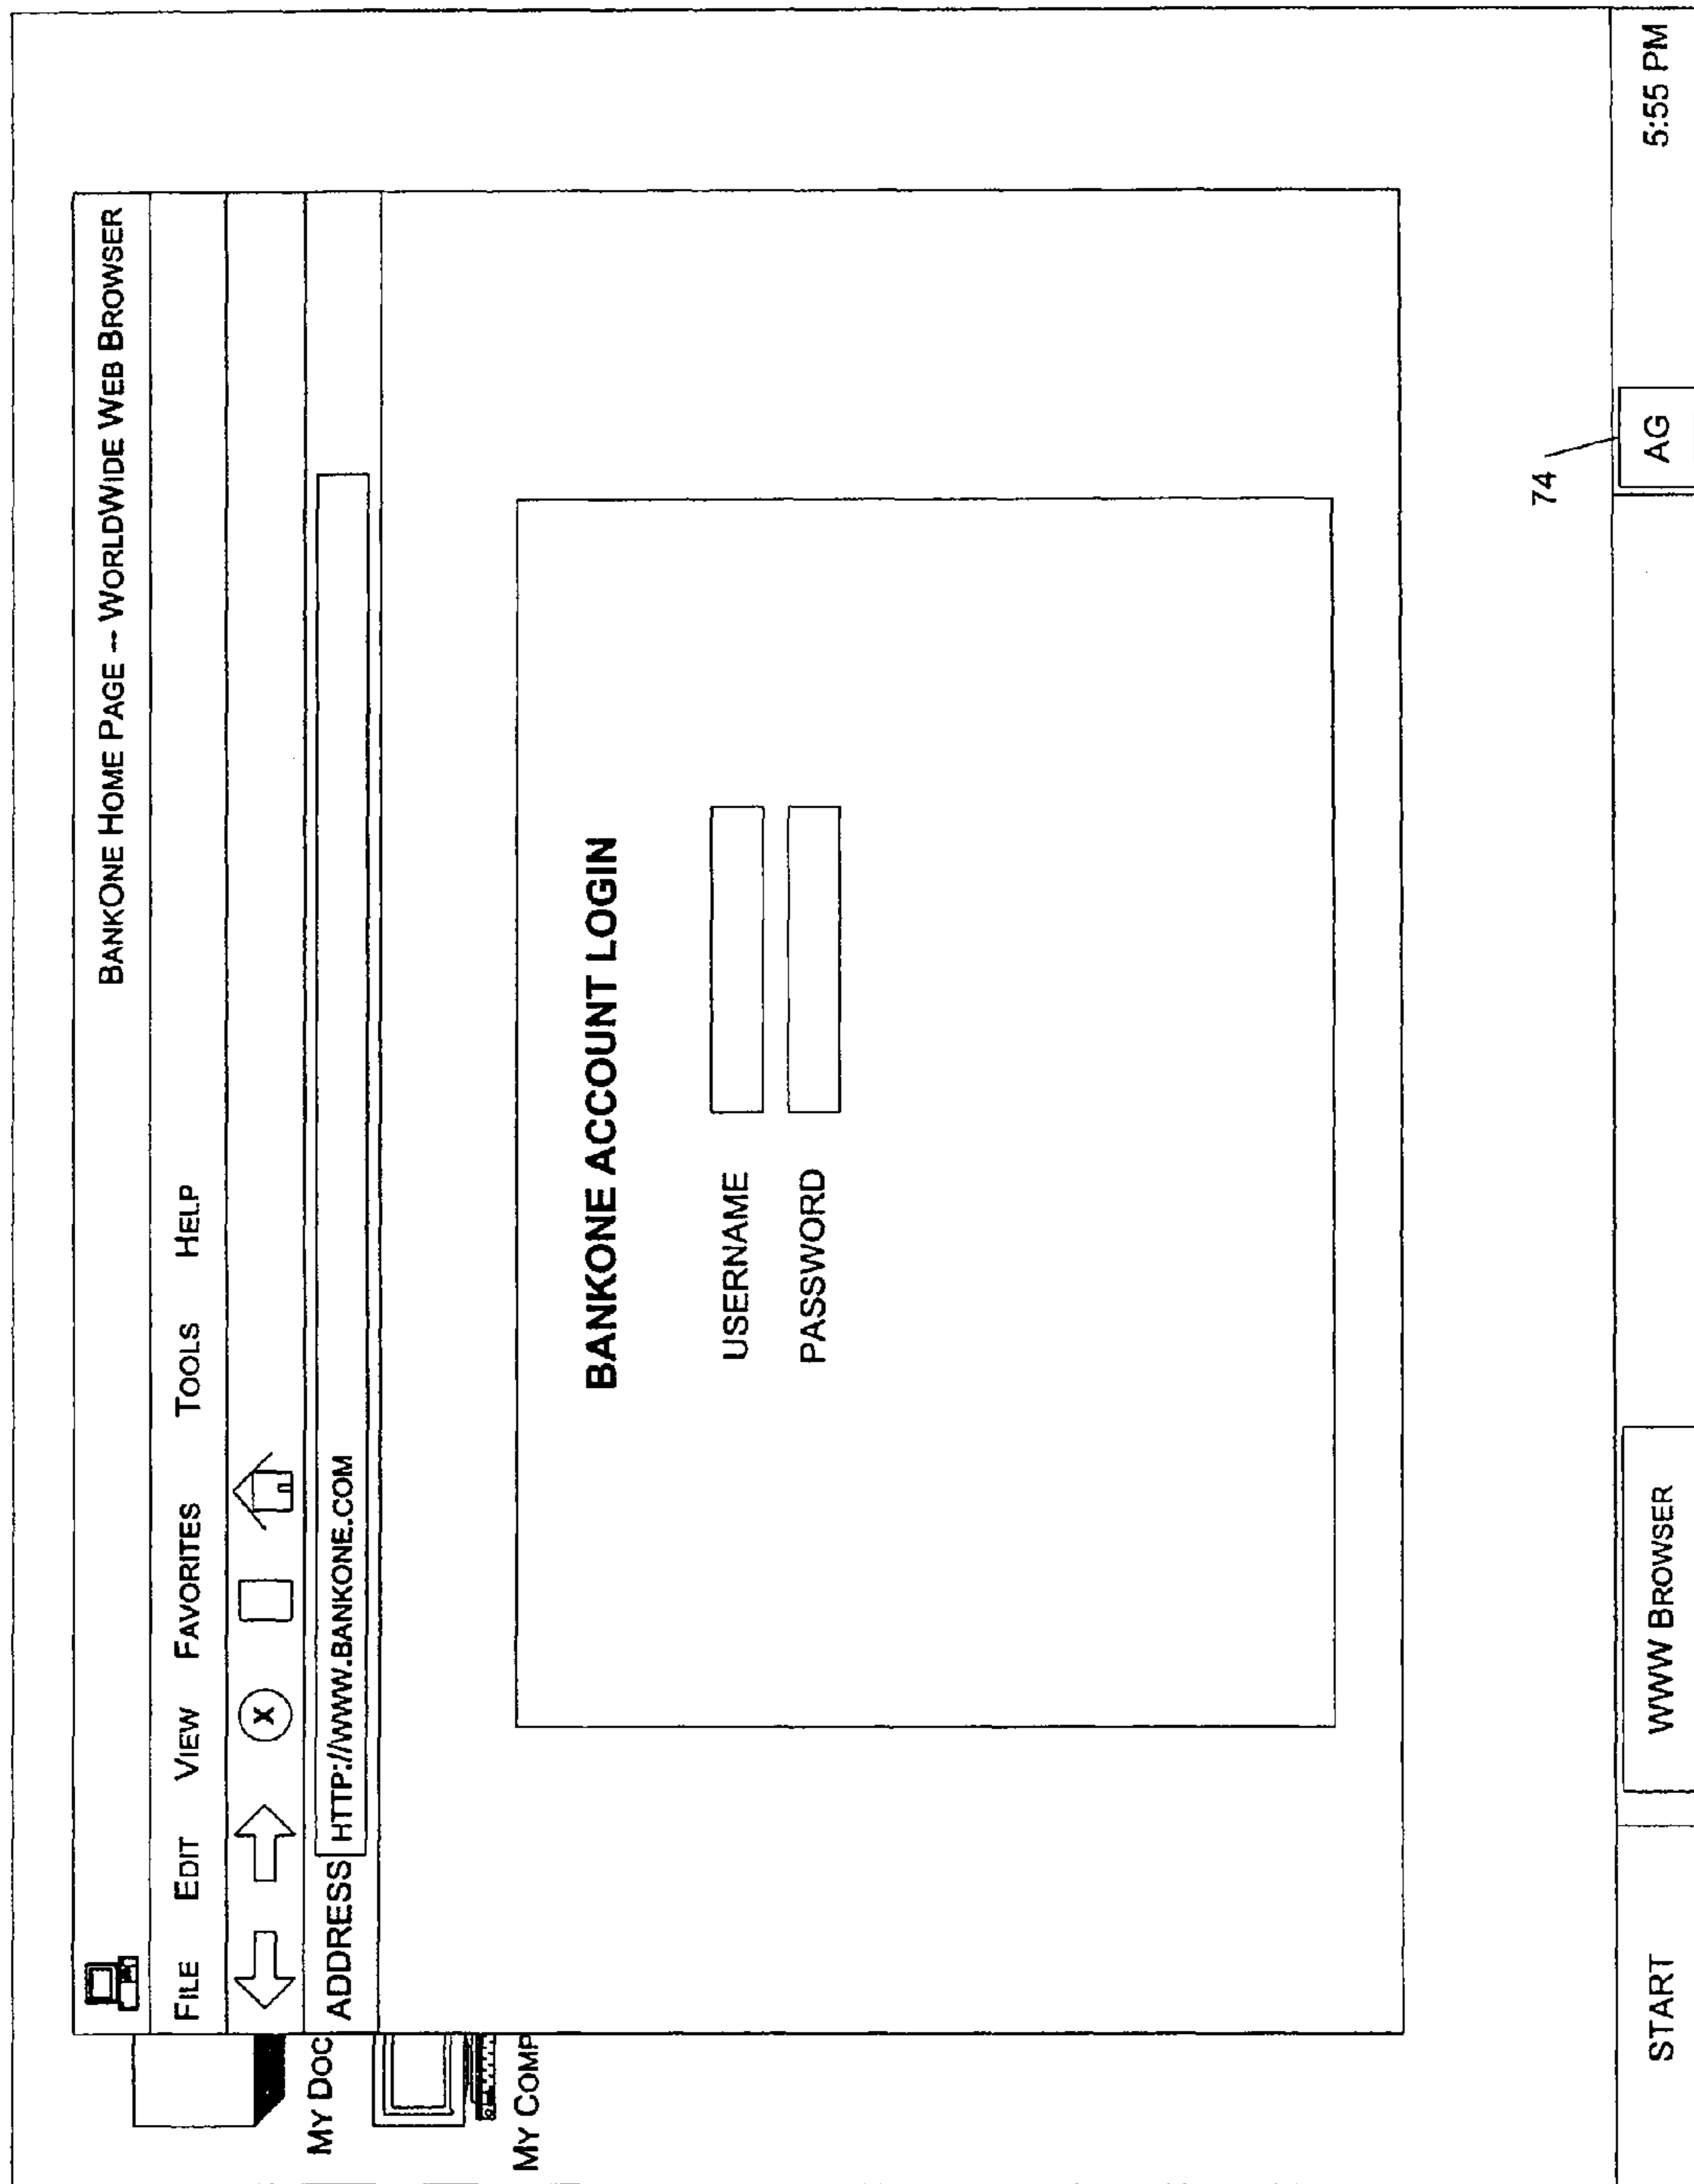 BANKONE HOME PAGE -- WORLDWIDE WEB BROWSER
FILE EDIT VIEW FAVORITES TOOLS HELP
X
ADDRESS HTTP://WWW.BANKONE.COM
MY DOC
MY COMP
BANKONE ACCOUNT LOGIN
USERNAME
PASSWORD
74
START WWW BROWSER AG 5:55 PM